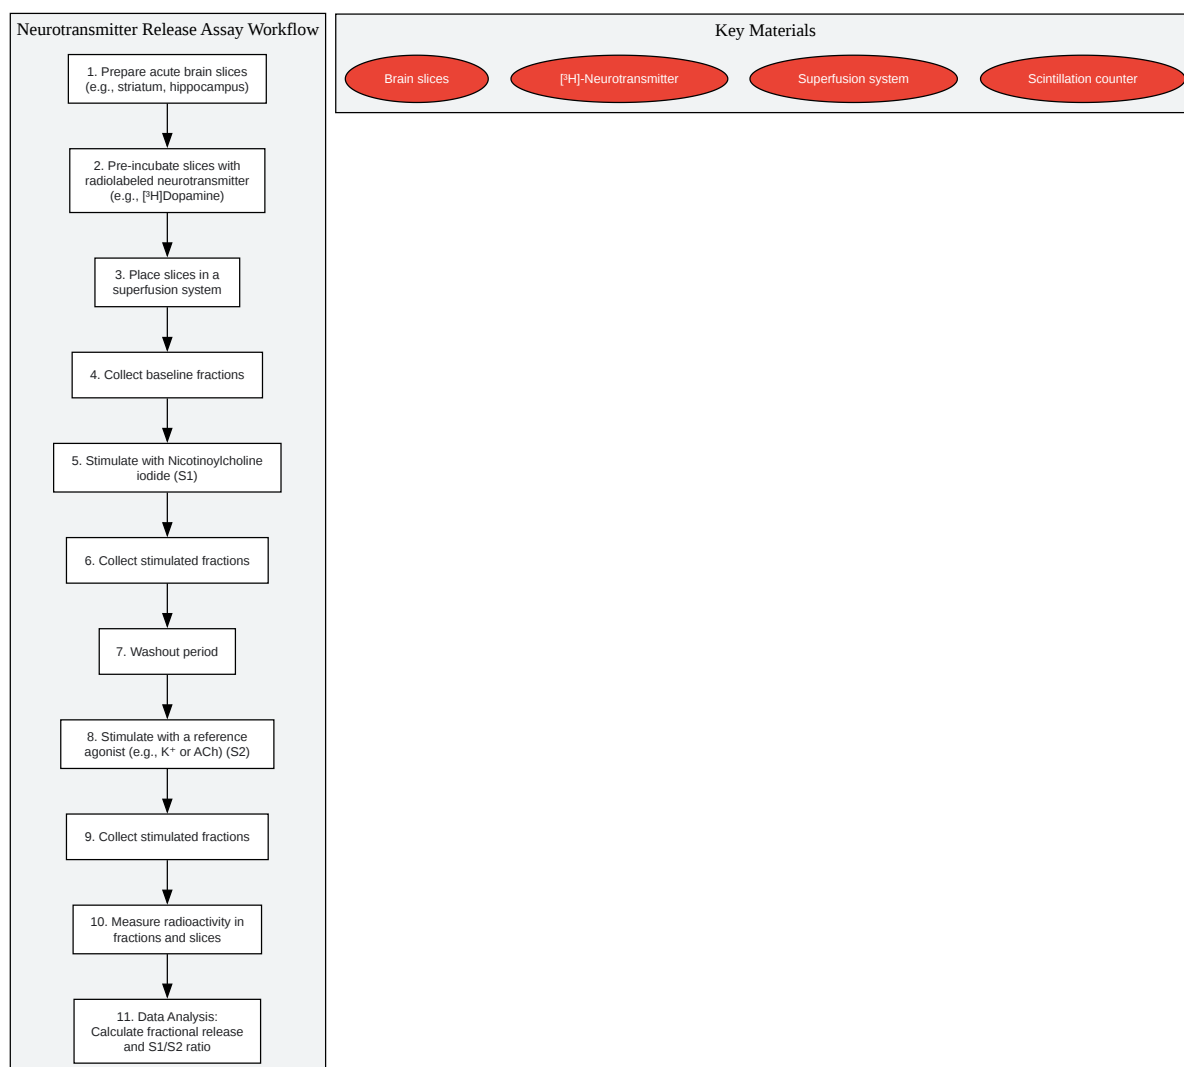 Neurotransmitter Release Assay Workflow
1. Prepare acute brain slices
(e.g., striatum, hippocampus)
2. Pre-incubate slices with
radiolabeled neurotransmitter
(e.g., [³H]Dopamine)
3. Place slices in a
superfusion system
4. Collect baseline fractions
5. Stimulate with Nicotinoylcholine
iodide (S1)
6. Collect stimulated fractions
7. Washout period
8. Stimulate with a reference
agonist (e.g., K⁺ or ACh) (S2)
9. Collect stimulated fractions
10. Measure radioactivity in
fractions and slices
11. Data Analysis:
Calculate fractional release
and S1/S2 ratio
Key Materials
Brain slices
[³H]-Neurotransmitter
Superfusion system
Scintillation counter